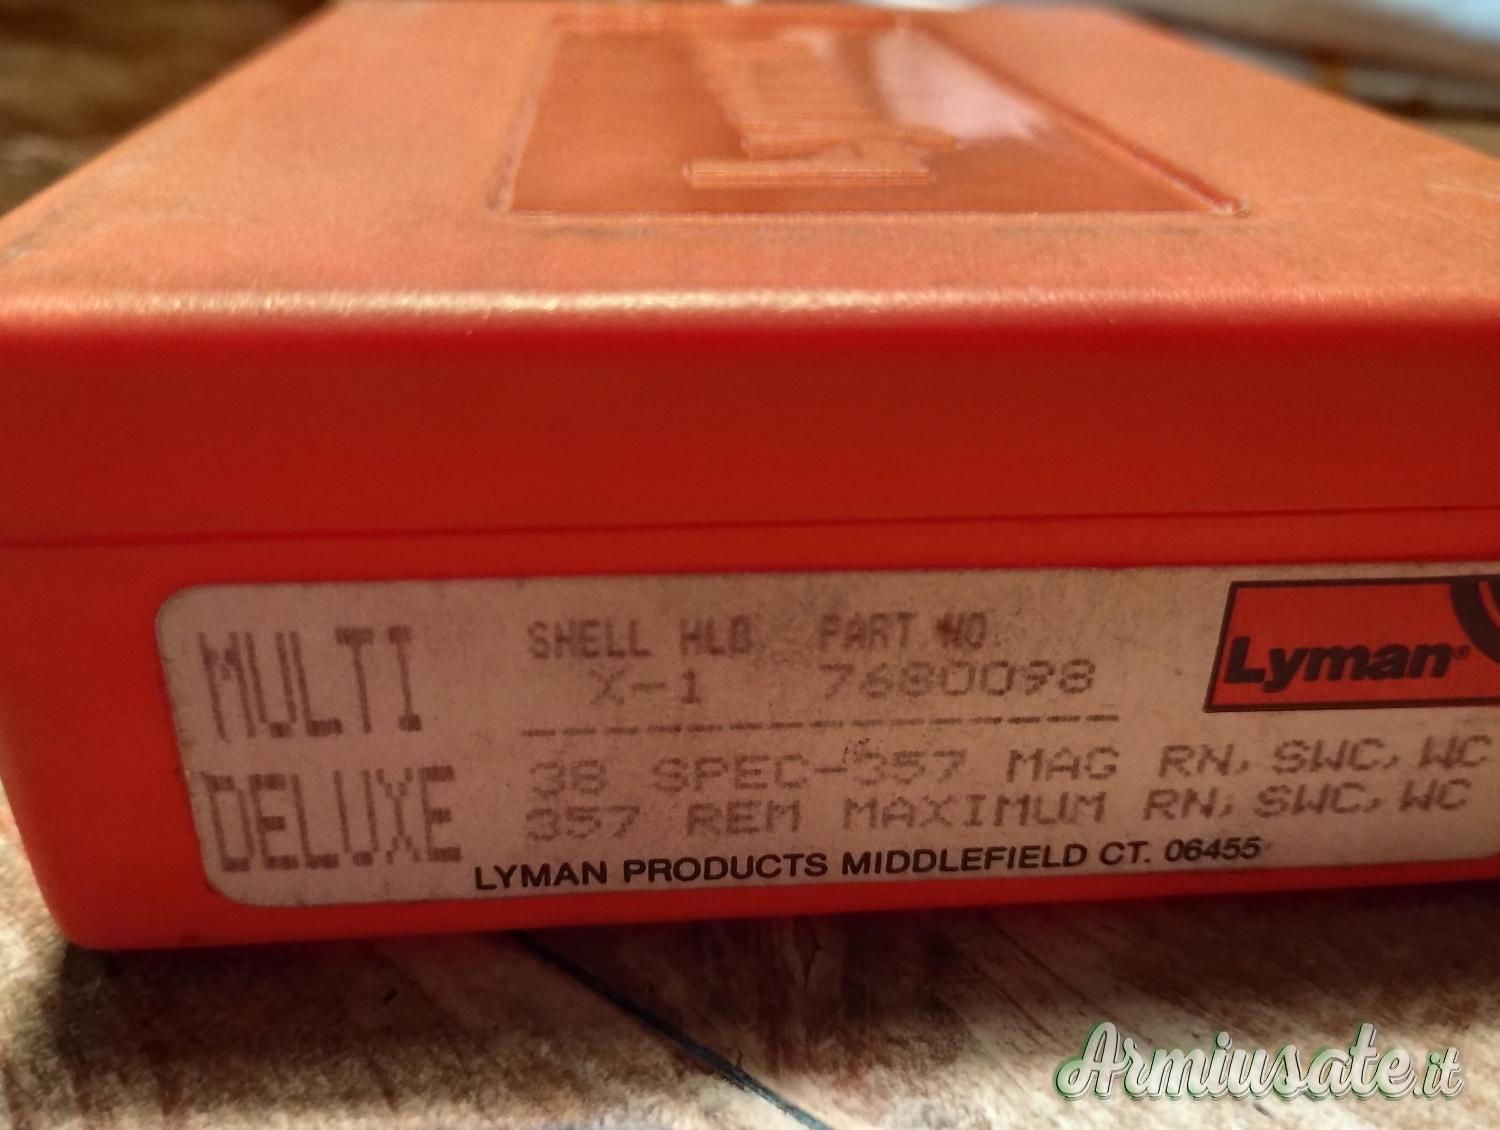 MULTI
DELUXE
SHELL HLD PART NO
X-1 7680098
38 SPEC-357 MAG RN, SWC, WC
357 REM MAXIMUM RN, SWC, WC
LYMAN PRODUCTS MIDDLEFIELD CT. 06455
Lyman®
Armiusate.it